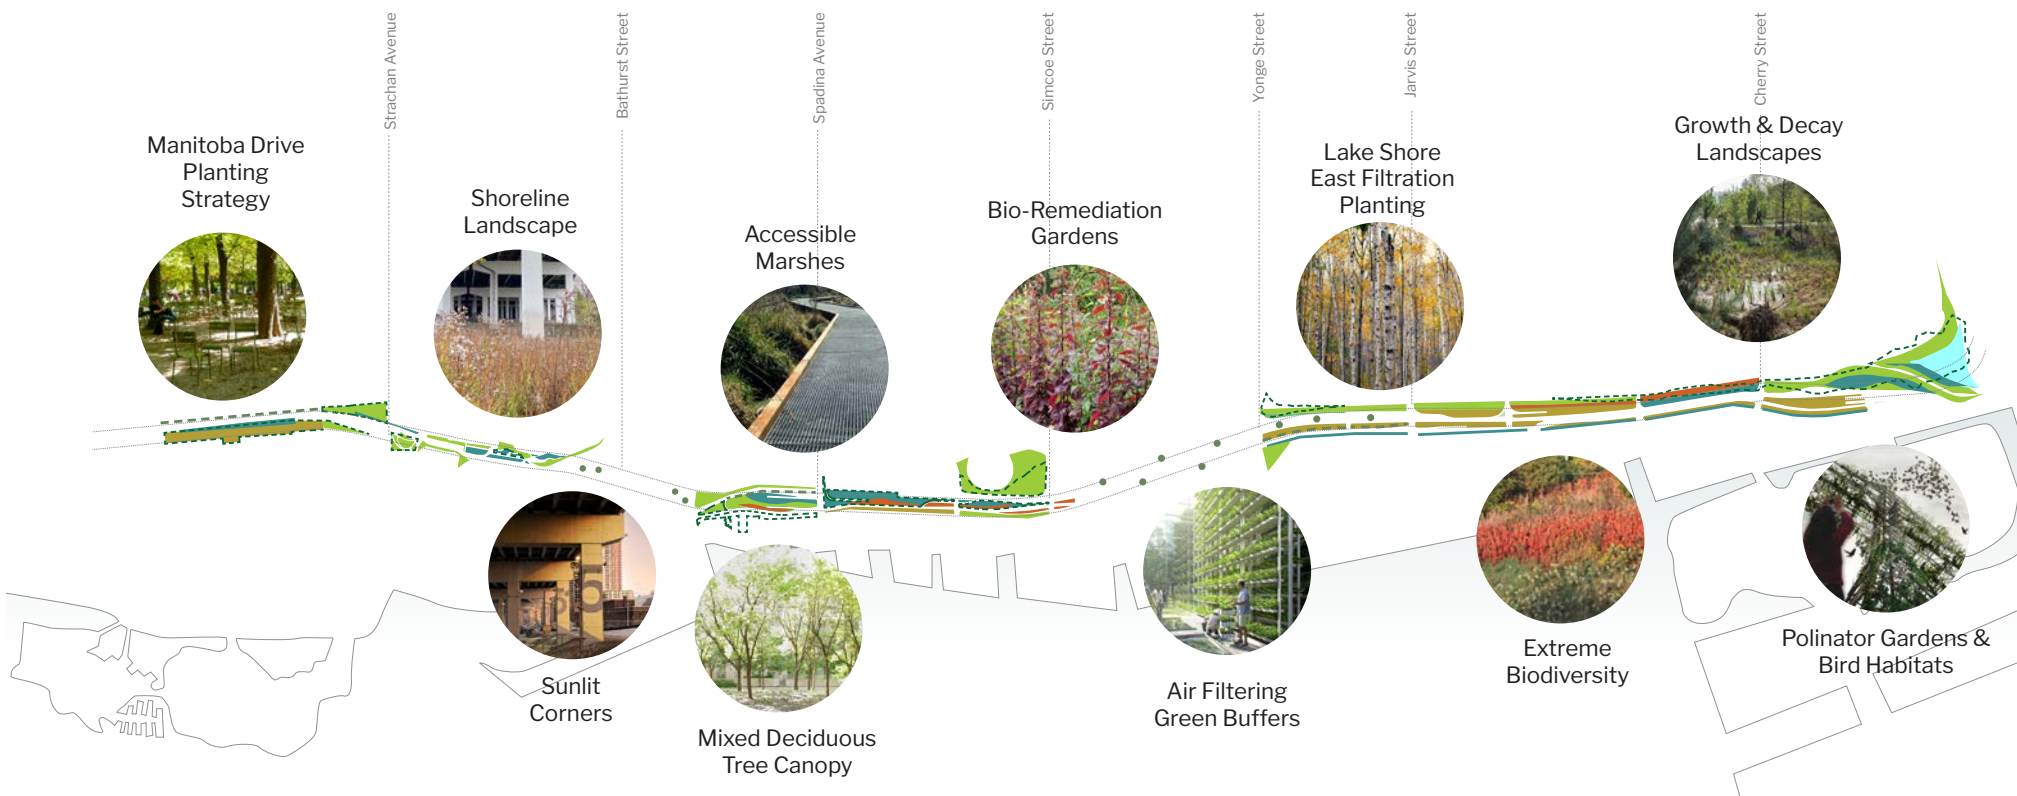 Strachan Avenue
Bathurst Street
Spadina Avenue
Simcoe Street
Yonge Street
Jarvis Street
Cherry Street
Manitoba Drive
Planting
Strategy
Shoreline
Landscape
Accessible
Marshes
Bio-Remediation
Gardens
Lake Shore
East Filtration
Planting
Growth & Decay
Landscapes
Sunlit
Corners
Mixed Deciduous
Tree Canopy
Air Filtering
Green Buffers
Extreme
Biodiversity
Polinator Gardens &
Bird Habitats